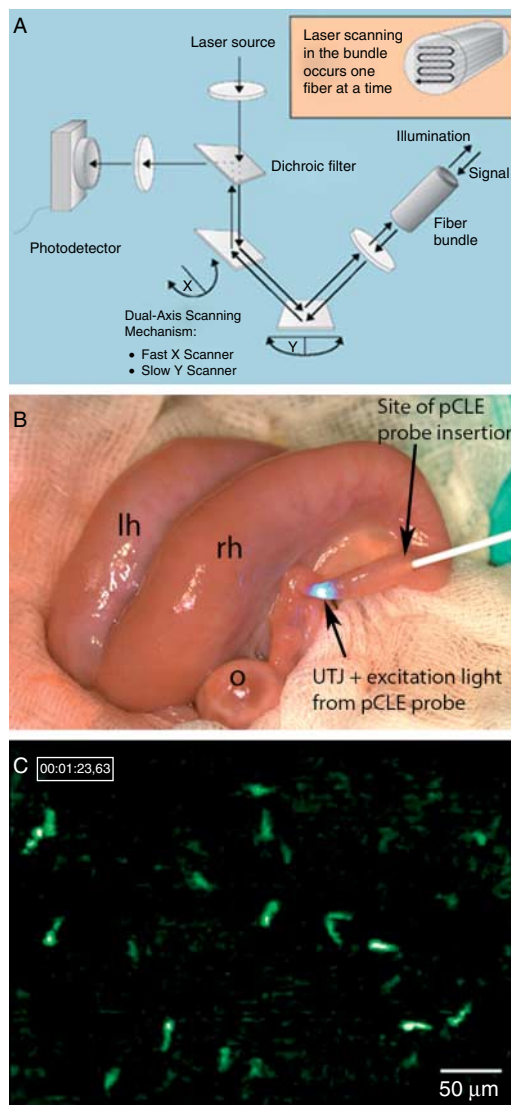 A
Laser source
Laser scanning
in the bundle
occurs one
fiber at a time
Illumination
Signal
Dichroic filter
Fiber
bundle
Photodetector
X
Dual-Axis Scanning
Mechanism:
• Fast X Scanner
• Slow Y Scanner
Y
B
Site of pCLE
probe insertion
lh
rh
o
UTJ + excitation light
from pCLE probe
C
00:01:23,63
50 μm